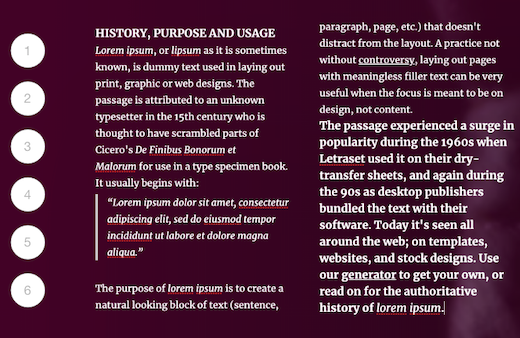 1
2
3
4
5
6
HISTORY, PURPOSE AND USAGE
Lorem ipsum, or lipsum as it is sometimes
known, is dummy text used in laying out
print, graphic or web designs. The
passage is attributed to an unknown
typesetter in the 15th century who is
thought to have scrambled parts of
Cicero's De Finibus Bonorum et
Malorum for use in a type specimen book.
It usually begins with:
“Lorem ipsum dolor sit amet, consectetur
adipiscing elit, sed do eiusmod tempor
incididunt ut labore et dolore magna
aliqua.”
The purpose of lorem ipsum is to create a
natural looking block of text (sentence,
paragraph, page, etc.) that doesn't
distract from the layout. A practice not
without controversy, laying out pages
with meaningless filler text can be very
useful when the focus is meant to be on
design, not content.
The passage experienced a surge in
popularity during the 1960s when
Letraset used it on their dry-
transfer sheets, and again during
the 90s as desktop publishers
bundled the text with their
software. Today it's seen all
around the web; on templates,
websites, and stock designs. Use
our generator to get your own, or
read on for the authoritative
history of lorem ipsum.